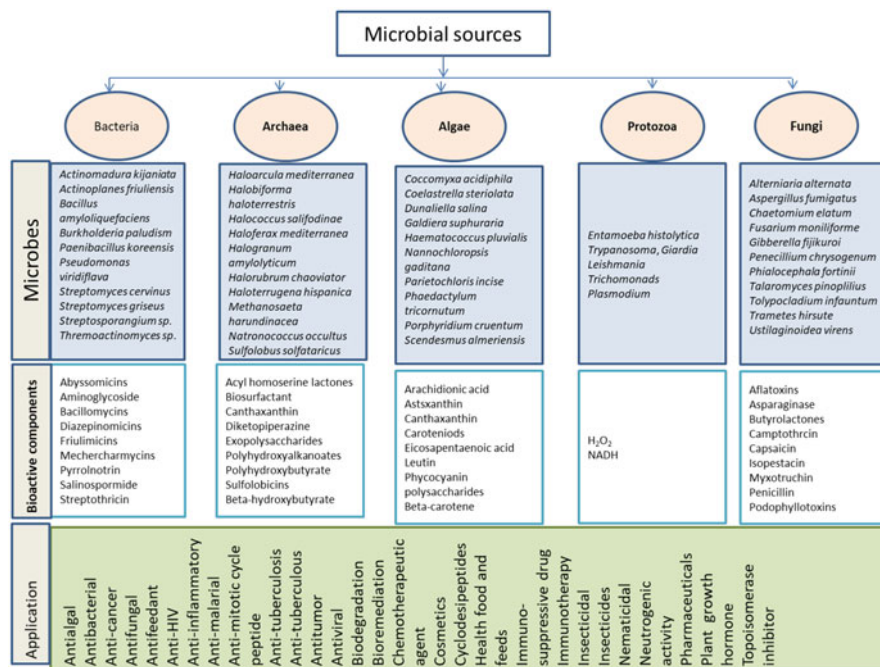 Microbial sources
Bacteria
Archaea
Algae
Protozoa
Fungi
Microbes
Actinomadura kijaniata
Actinoplanes friuliensis
Bacillus
amyloliquefaciens
Burkholderia paludism
Paenibacillus koreensis
Pseudomonas
viridiflava
Streptomyces cervinus
Streptomyces griseus
Streptosporangium sp.
Thremoactinomyces sp.
Haloarcula mediterranea
Halobiforma
haloterrestris
Halococcus salifodinae
Haloferax mediterranea
Halogranum
amylolyticum
Halorubrum chaoviator
Haloterrugena hispanica
Methanosaeta
harundinacea
Natronococcus occultus
Sulfolobus solfataricus
Coccomyxa acidiphila
Coelastrella steriolata
Dunaliella salina
Galdiera suphuraria
Haematococcus pluvialis
Nannochloropsis
gaditana
Parietochloris incise
Phaedactylum
tricornutum
Porphyridium cruentum
Scendesmus almeriensis
Entamoeba histolytica
Trypanosoma, Giardia
Leishmania
Trichomonads
Plasmodium
Alterniaria alternata
Aspergillus fumigatus
Chaetomium elatum
Fusarium moniliforme
Gibberella fijikuroi
Penecillium chrysogenum
Phialocephala fortinii
Talaromyces pinoplilius
Tolypocladium infauntum
Trametes hirsute
Ustilaginoidea virens
Bioactive components
Abyssomicins
Aminoglycoside
Bacillomycins
Diazepinomicins
Friulimicins
Mechercharmycins
Pyrrolnotrin
Salinospormide
Streptothricin
Acyl homoserine lactones
Biosurfactant
Canthaxanthin
Diketopiperazine
Exopolysaccharides
Polyhydroxyalkanoates
Polyhydroxybutyrate
Sulfolobicins
Beta-hydroxybutyrate
Arachidionic acid
Astsxanthin
Canthaxanthin
Caroteniods
Eicosapentaenoic acid
Leutin
Phycocyanin
polysaccharides
Beta-carotene
H₂O₂
NADH
Aflatoxins
Asparaginase
Butyrolactones
Camptothrcin
Capsaicin
Isopestacin
Myxotruchin
Penicillin
Podophyllotoxins
Application
Antialgal
Antibacterial
Anti-cancer
Antifungal
Antifeedant
Anti-HIV
Anti-inflammatory
Anti-malarial
Anti-mitotic cycle
peptide
Anti-tuberculosis
Anti-tuberculous
Antitumor
Antiviral
Biodegradation
Bioremediation
Chemotherapeutic
agent
Cosmetics
Cyclodesipeptides
Health food and
feeds
Immuno-
suppressive drug
Immunotherapy
Insecticidal
Insecticides
Nematicidal
Neutrogenic
activity
Pharmaceuticals
Plant growth
hormone
Topoisomerase
inhibitor